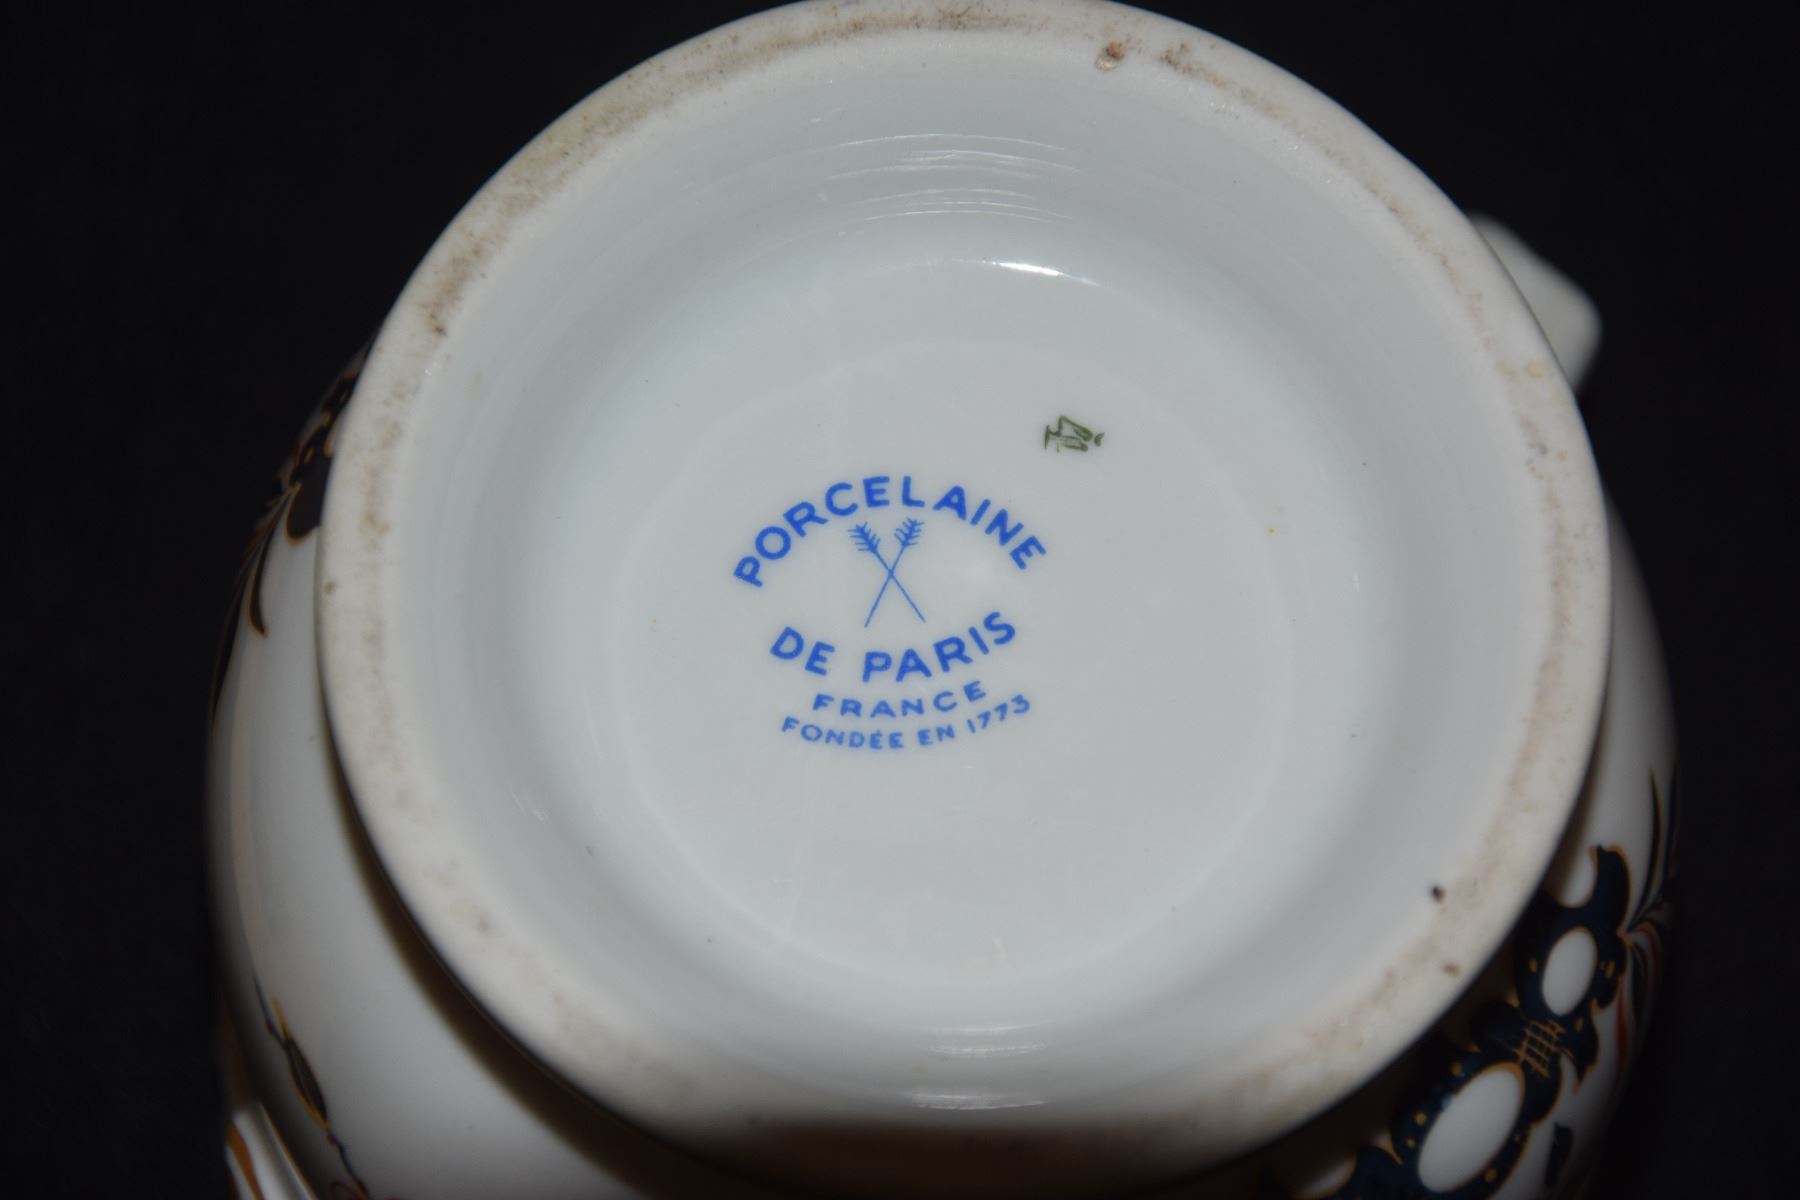 PORCELAINE
DE PARIS
FRANCE
FONDÉE EN 1773